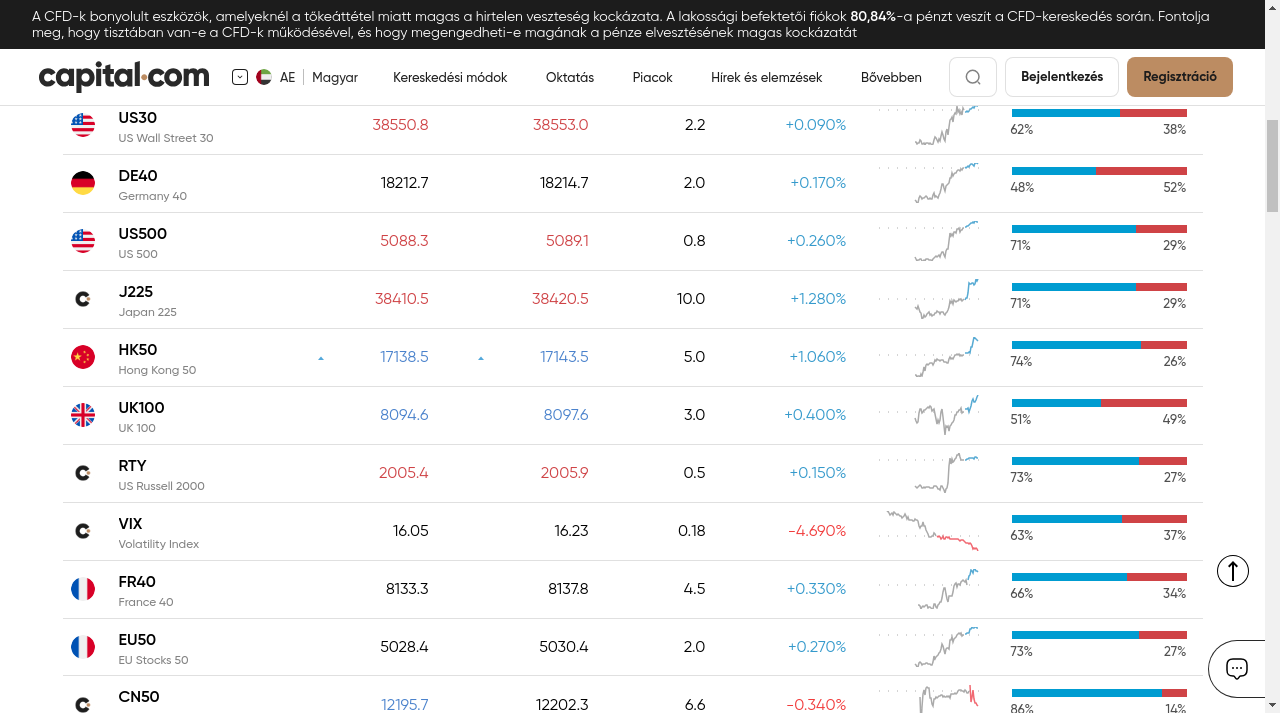 A CFD-k bonyolult eszközök, amelyeknél a tőkeáttétel miatt magas a hirtelen veszteség kockázata. A lakossági befektetői fiókok 80,84%-a pénzt veszít a CFD-kereskedés során. Fontolja
meg, hogy tisztában van-e a CFD-k működésével, és hogy megengedheti-e magának a pénze elvesztésének magas kockázatát
capital.com AE Magyar Kereskedési módok Oktatás Piacok Hírek és elemzések Bővebben Bejelentkezés Regisztráció
US30
US Wall Street 30
38550.8 38553.0 2.2 +0.090%
62% 38%
DE40
Germany 40
18212.7 18214.7 2.0 +0.170%
48% 52%
US500
US 500
5088.3 5089.1 0.8 +0.260%
71% 29%
J225
Japan 225
38410.5 38420.5 10.0 +1.280%
71% 29%
HK50
Hong Kong 50
17138.5 17143.5 5.0 +1.060%
74% 26%
UK100
UK 100
8094.6 8097.6 3.0 +0.400%
51% 49%
RTY
US Russell 2000
2005.4 2005.9 0.5 +0.150%
73% 27%
VIX
Volatility Index
16.05 16.23 0.18 -4.690%
63% 37%
FR40
France 40
8133.3 8137.8 4.5 +0.330%
66% 34%
EU50
EU Stocks 50
5028.4 5030.4 2.0 +0.270%
73% 27%
CN50
12195.7 12202.3 6.6 -0.340%
86% 14%